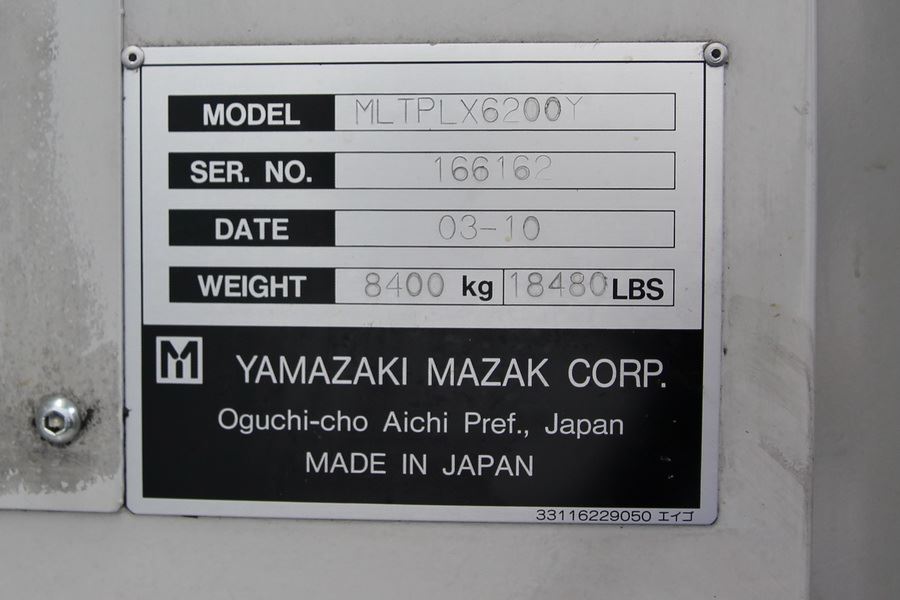 MODEL MLTPLX6200Y
SER. NO. 166162
DATE 03-10
WEIGHT 8400 kg 18480 LBS
M YAMAZAKI MAZAK CORP.
Oguchi-cho Aichi Pref., Japan
MADE IN JAPAN
33116229050 エイゴ